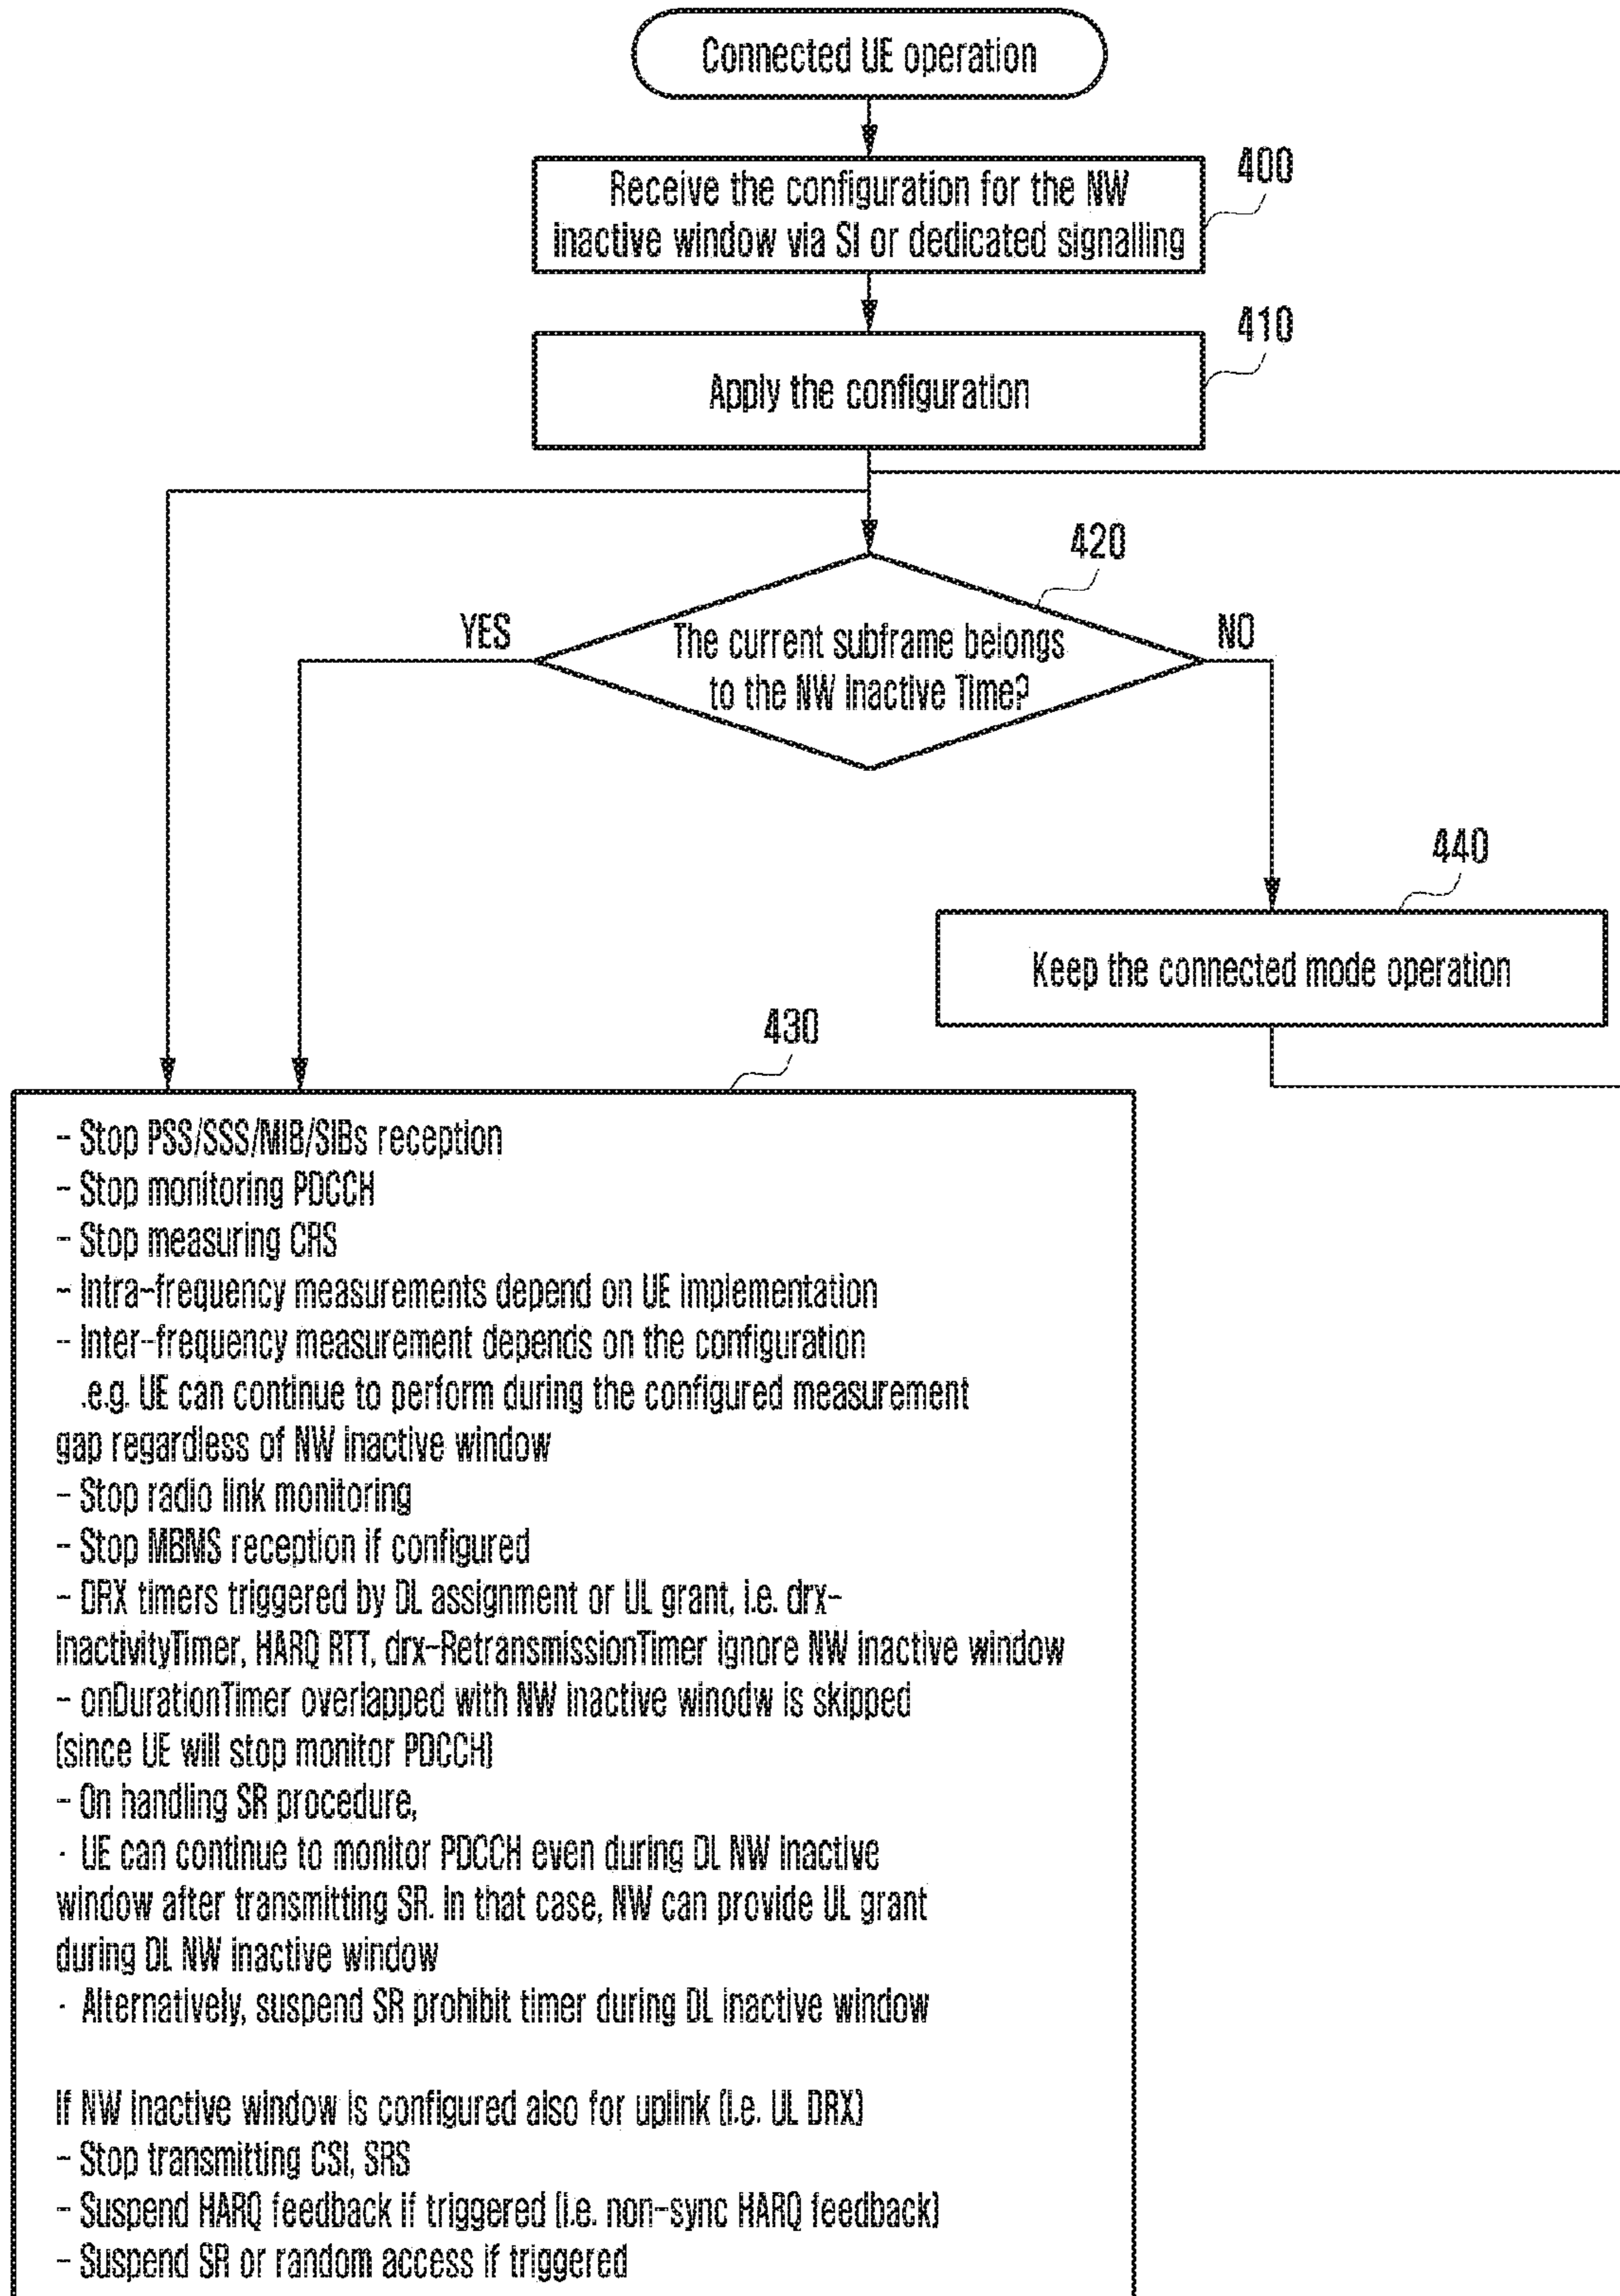 Connected UE operation
Receive the configuration for the NW
inactive window via SI or dedicated signalling
400
Apply the configuration
410
420
YES
The current subframe belongs
to the NW Inactive Time?
NO
440
Keep the connected mode operation
430
- Stop PSS/SSS/MIB/SIBs reception
- Stop monitoring PDCCH
- Stop measuring CRS
- Intra-frequency measurements depend on UE implementation
- Inter-frequency measurement depends on the configuration
.e.g. UE can continue to perform during the configured measurement
gap regardless of NW inactive window
- Stop radio link monitoring
- Stop MBMS reception if configured
- DRX timers triggered by DL assignment or UL grant, i.e. drx-
InactivityTimer, HARQ RTT, drx-RetransmissionTimer ignore NW inactive window
- onDurationTimer overlapped with NW inactive winodw is skipped
(since UE will stop monitor PDCCH)
- On handling SR procedure,
· UE can continue to monitor PDCCH even during DL NW inactive
window after transmitting SR. In that case, NW can provide UL grant
during DL NW inactive window
· Alternatively, suspend SR prohibit timer during DL inactive window
If NW inactive window is configured also for uplink (i.e. UL DRX)
- Stop transmitting CSI, SRS
- Suspend HARQ feedback if triggered (i.e. non-sync HARQ feedback)
- Suspend SR or random access if triggered